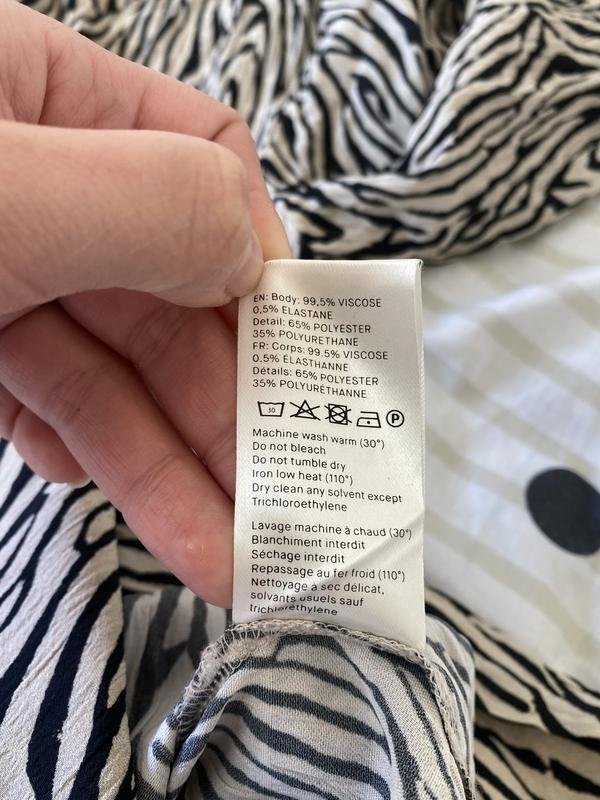 EN: Body: 99,5% VISCOSE
0,5% ELASTANE
Detail: 65% POLYESTER
35% POLYURETHANE
FR: Corps: 99.5% VISCOSE
0.5% ÉLASTHANNE
Détails: 65% POLYESTER
35% POLYURÉTHANNE
30 P
Machine wash warm (30°)
Do not bleach
Do not tumble dry
Iron low heat (110°)
Dry clean any solvent except
Trichloroethylene
Lavage machine à chaud (30°)
Blanchiment interdit
Séchage interdit
Repassage au fer froid (110°)
Nettoyage à sec délicat,
solvants usuels sauf
trichloréthylène